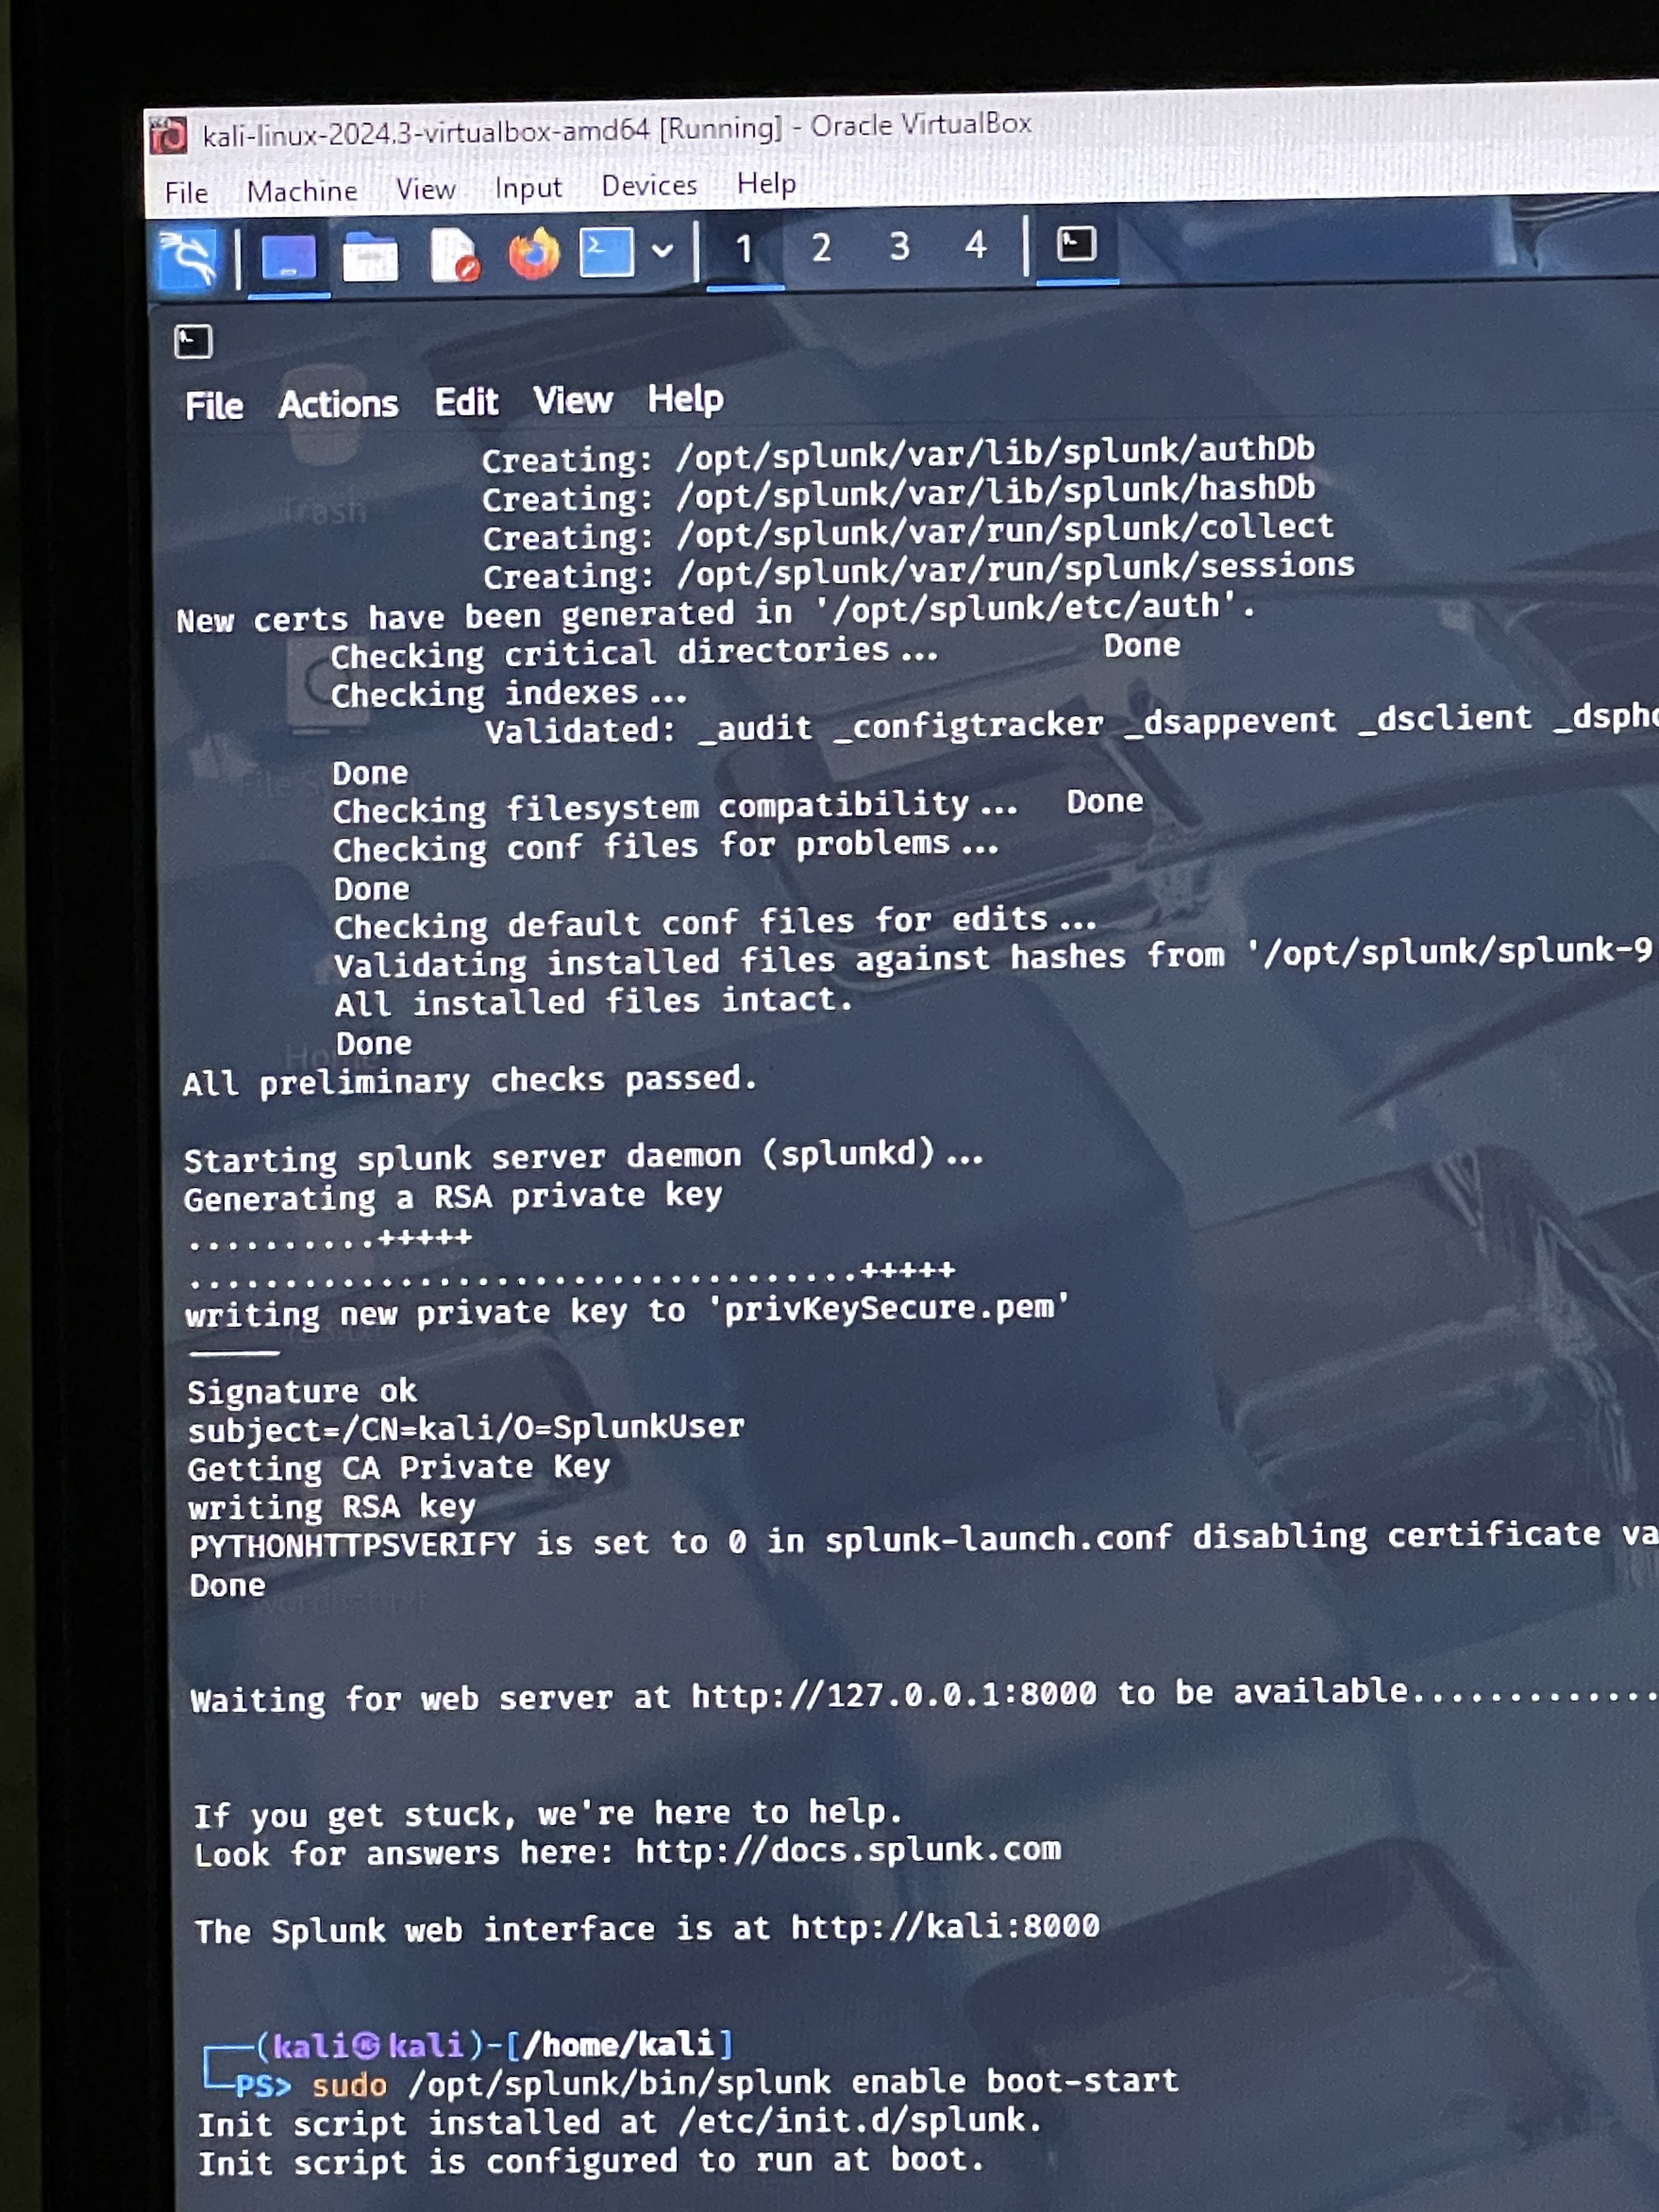 kali-linux-2024.3-virtualbox-amd64 [Running] - Oracle VirtualBox
File Machine View Input Devices Help
1 2 3 4
File Actions Edit View Help
Creating: /opt/splunk/var/lib/splunk/authDb
Creating: /opt/splunk/var/lib/splunk/hashDb
Creating: /opt/splunk/var/run/splunk/collect
Creating: /opt/splunk/var/run/splunk/sessions
New certs have been generated in '/opt/splunk/etc/auth'.
Checking critical directories... Done
Checking indexes...
Validated: _audit _configtracker _dsappevent _dsclient _dspho
Done
Checking filesystem compatibility... Done
Checking conf files for problems...
Done
Checking default conf files for edits...
Validating installed files against hashes from '/opt/splunk/splunk-9
All installed files intact.
Done
All preliminary checks passed.
Starting splunk server daemon (splunkd)...
Generating a RSA private key
..........+++++
...................................+++++
writing new private key to 'privKeySecure.pem'
-----
Signature ok
subject=/CN=kali/O=SplunkUser
Getting CA Private Key
writing RSA key
PYTHONHTTPSVERIFY is set to 0 in splunk-launch.conf disabling certificate va
Done
Waiting for web server at http://127.0.0.1:8000 to be available.............
If you get stuck, we're here to help.
Look for answers here: http://docs.splunk.com
The Splunk web interface is at http://kali:8000
┌──(kali㉿kali)-[/home/kali]
└─PS> sudo /opt/splunk/bin/splunk enable boot-start
Init script installed at /etc/init.d/splunk.
Init script is configured to run at boot.
Trash